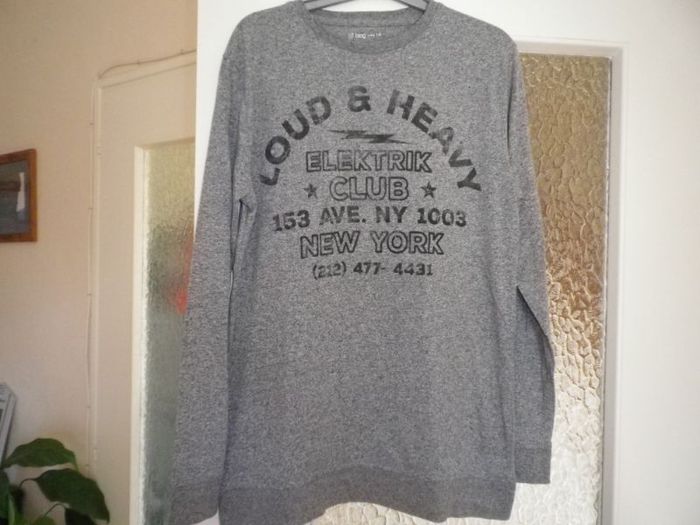 LOUD & HEAVY
ELEKTRIK
CLUB
153 AVE. NY 1003
NEW YORK
(212) 477- 4431